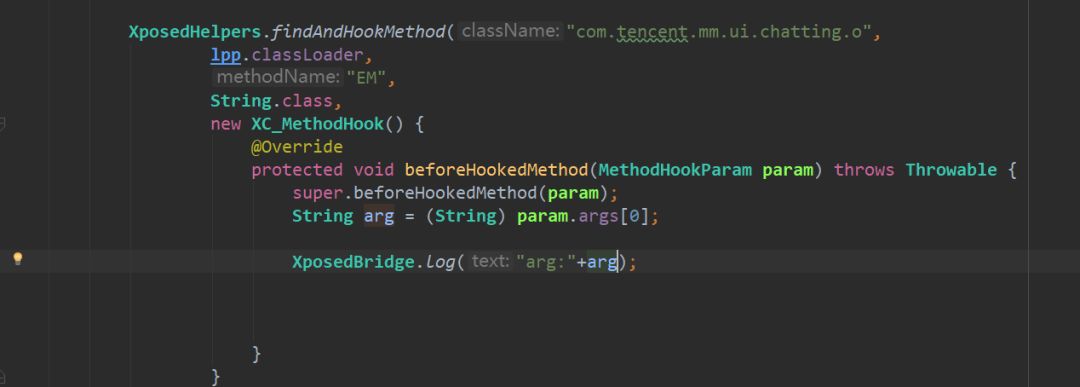 XposedHelpers.findAndHookMethod( className: "com.tencent.mm.ui.chatting.o",
lpp.classLoader,
methodName: "EM",
String.class,
new XC_MethodHook() {
@Override
protected void beforeHookedMethod(MethodHookParam param) throws Throwable {
super.beforeHookedMethod(param);
String arg = (String) param.args[0];
XposedBridge.log( text: "arg:"+arg);
}
}